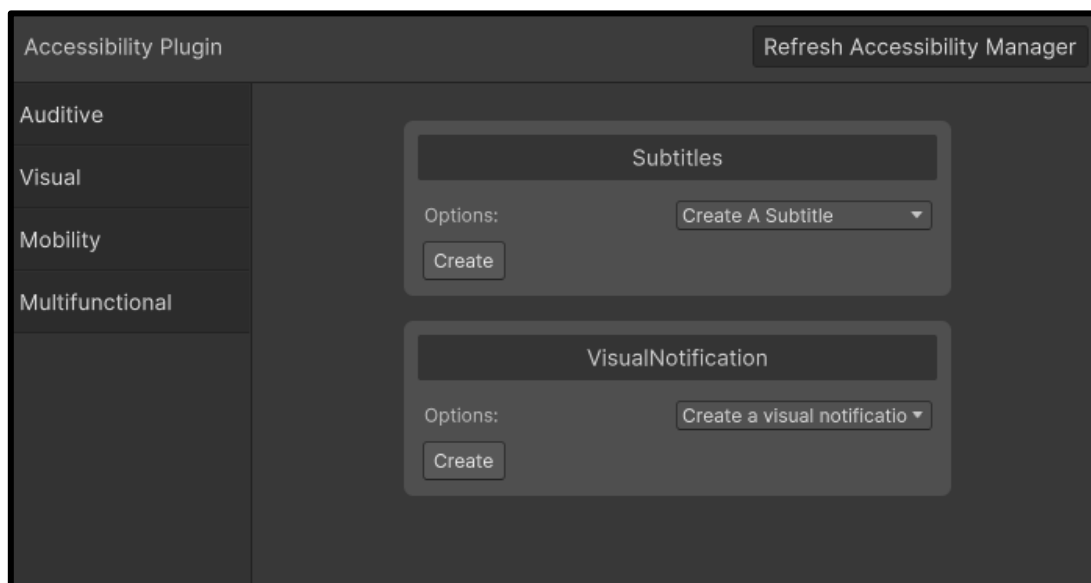 Accessibility Plugin
Refresh Accessibility Manager
Auditive
Visual
Mobility
Multifunctional
Subtitles
Options:
Create A Subtitle
Create
VisualNotification
Options:
Create a visual notificatio
Create